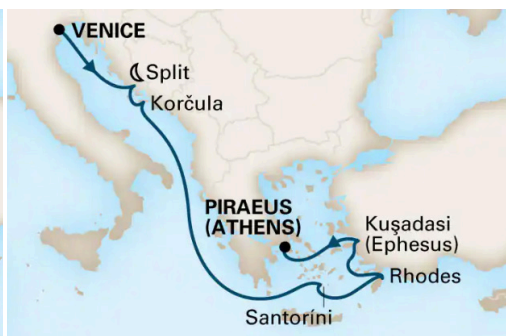 VENICE
Split
Korčula
PIRAEUS
(ATHENS)
Kuşadasi
(Ephesus)
Rhodes
Santoríni